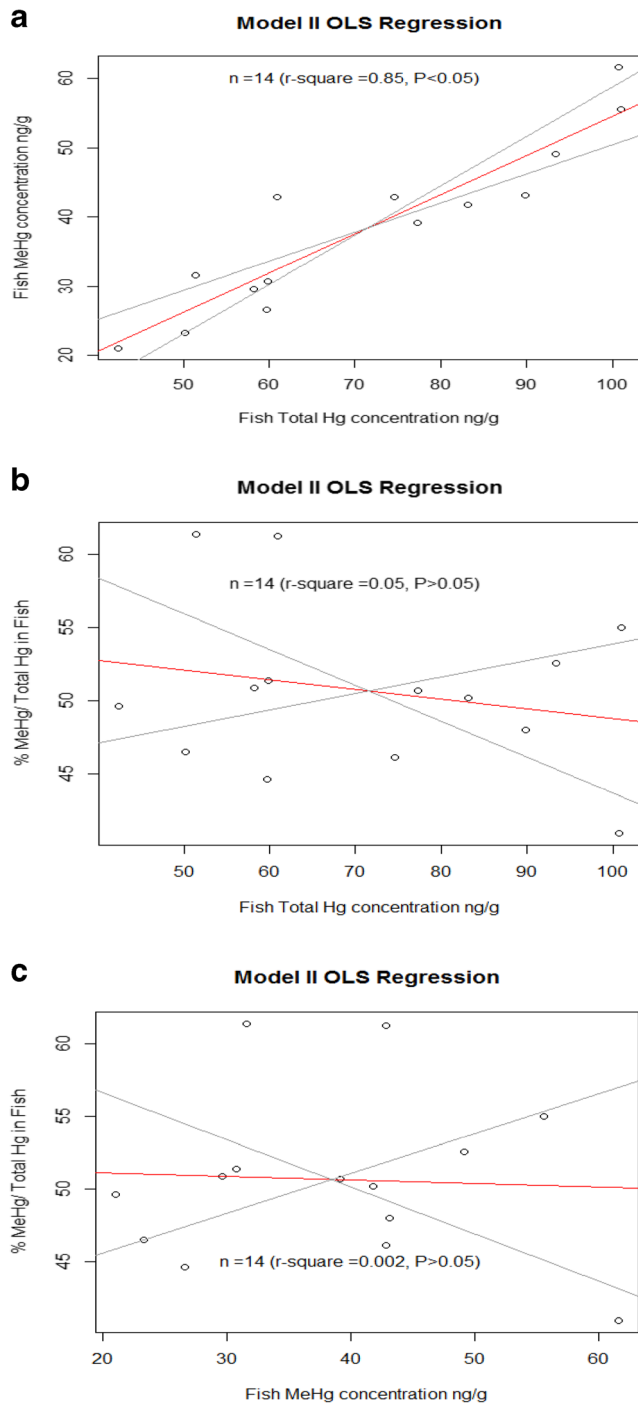 a
Model II OLS Regression
n =14 (r-square =0.85, P<0.05)
Fish MeHg concentration ng/g
60
50
40
30
20
50 60 70 80 90 100
Fish Total Hg concentration ng/g
b
Model II OLS Regression
n =14 (r-square =0.05, P>0.05)
% MeHg/ Total Hg in Fish
60
55
50
45
50 60 70 80 90 100
Fish Total Hg concentration ng/g
c
Model II OLS Regression
% MeHg/ Total Hg in Fish
60
55
50
45
n =14 (r-square =0.002, P>0.05)
20 30 40 50 60
Fish MeHg concentration ng/g